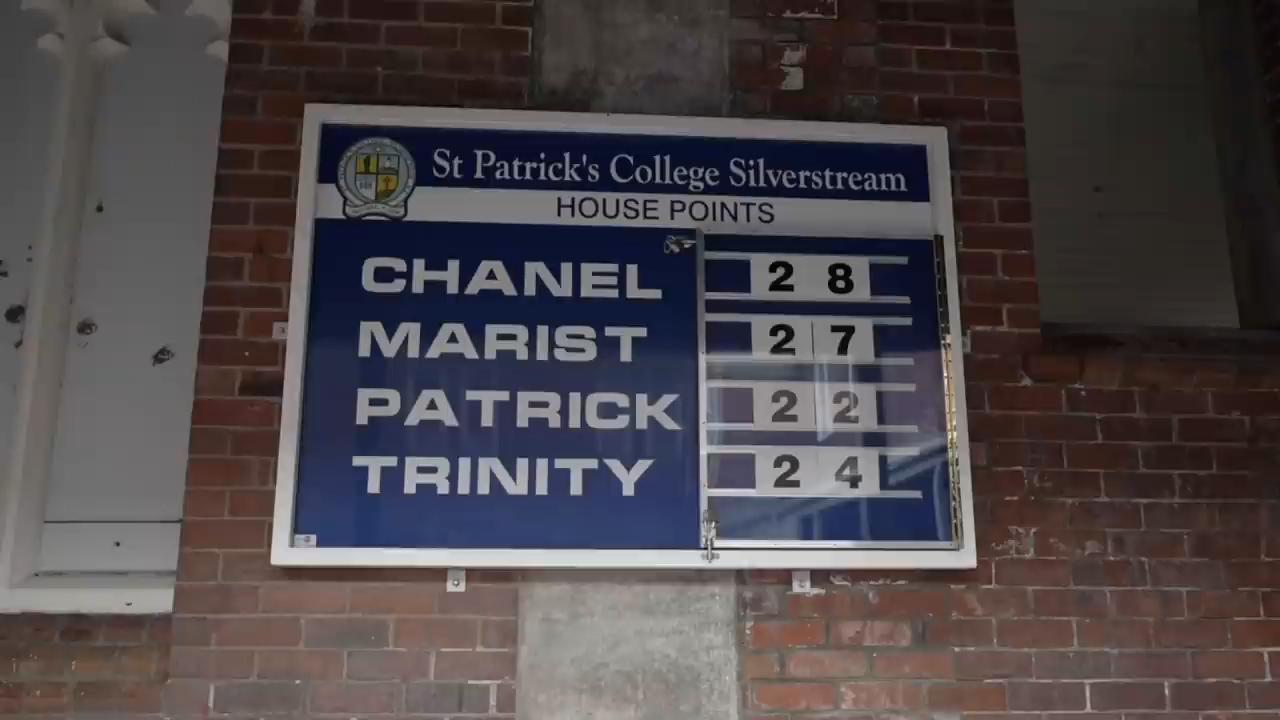 St Patrick's College Silverstream
HOUSE POINTS
CHANEL 28
MARIST 27
PATRICK 22
TRINITY 24